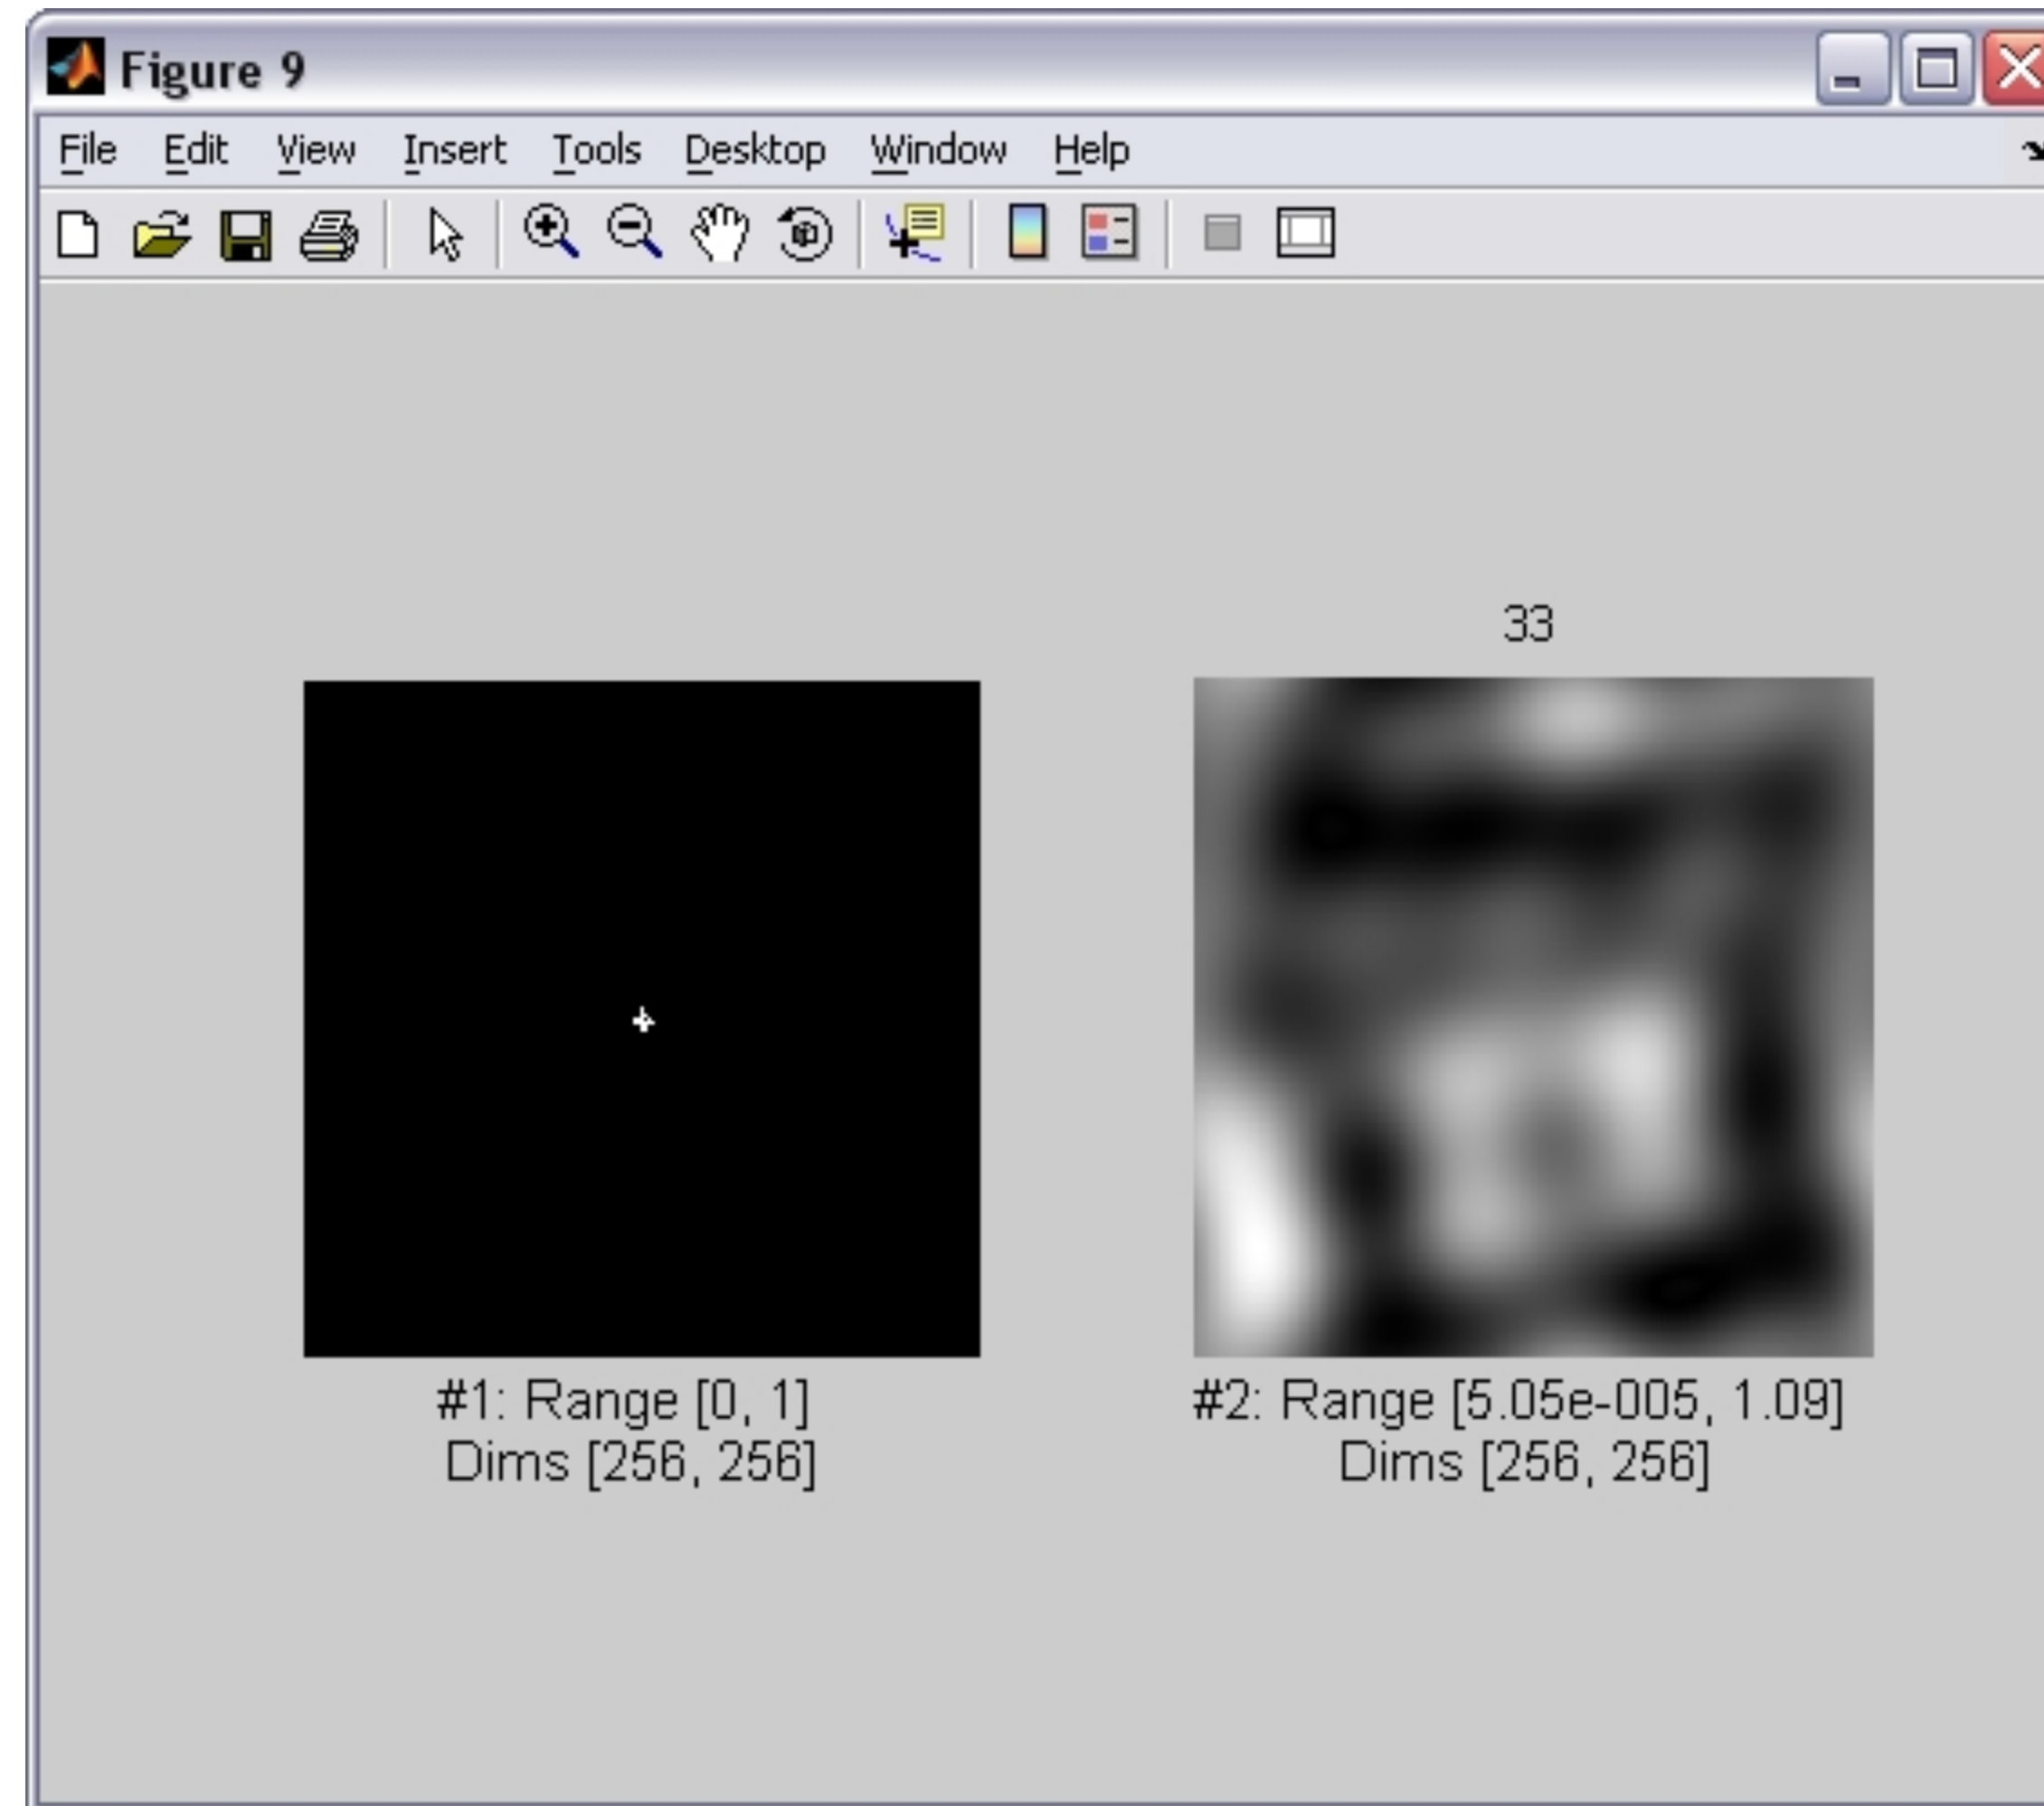 Figure 9
File Edit View Insert Tools Desktop Window Help
33
#1: Range [0, 1]
Dims [256, 256]
#2: Range [5.05e-005, 1.09]
Dims [256, 256]